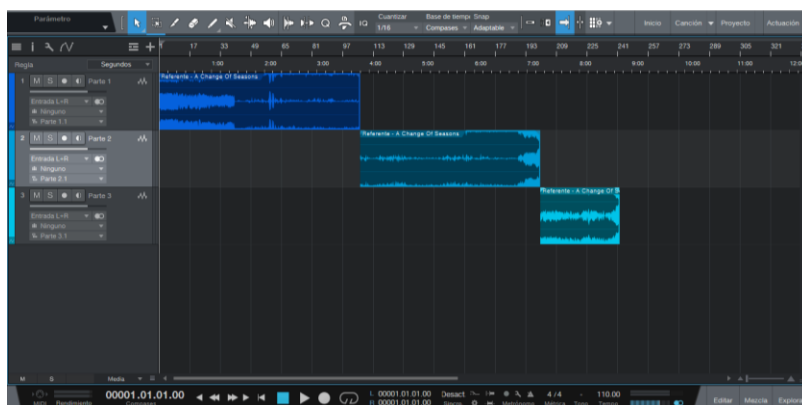 Parámetro
IQ
Cuantizar
1/16
Base de tiempo
Compases
Snap
Adaptable
Inicio
Canción
Proyecto
Actuación
17 33 49 65 81 97 113 129 145 161 177 193 209 225 241 257 273 289 305 321
Regla
Segundos
1:00 2:00 3:00 4:00 5:00 6:00 7:00 8:00 9:00 10:00 11:00 12:0
1 M S Parte 1
Entrada L+R
Ninguno
Parte 1.1
Referente - A Change Of Seasons
2 M S Parte 2
Entrada L+R
Ninguno
Parte 2.1
Referente - A Change Of Seasons
3 M S Parte 3
Entrada L+R
Ninguno
Parte 3.1
Referente - A Change Of S
M S Media
MIDI Rendimiento
00001.01.01.00
Compases
L 00001.01.01.00
R 00001.01.01.00
Desact
Sincro
Metrónomo
4/4
Métrica
Tono
110.00
Tempo
Editar
Mezcla
Explora